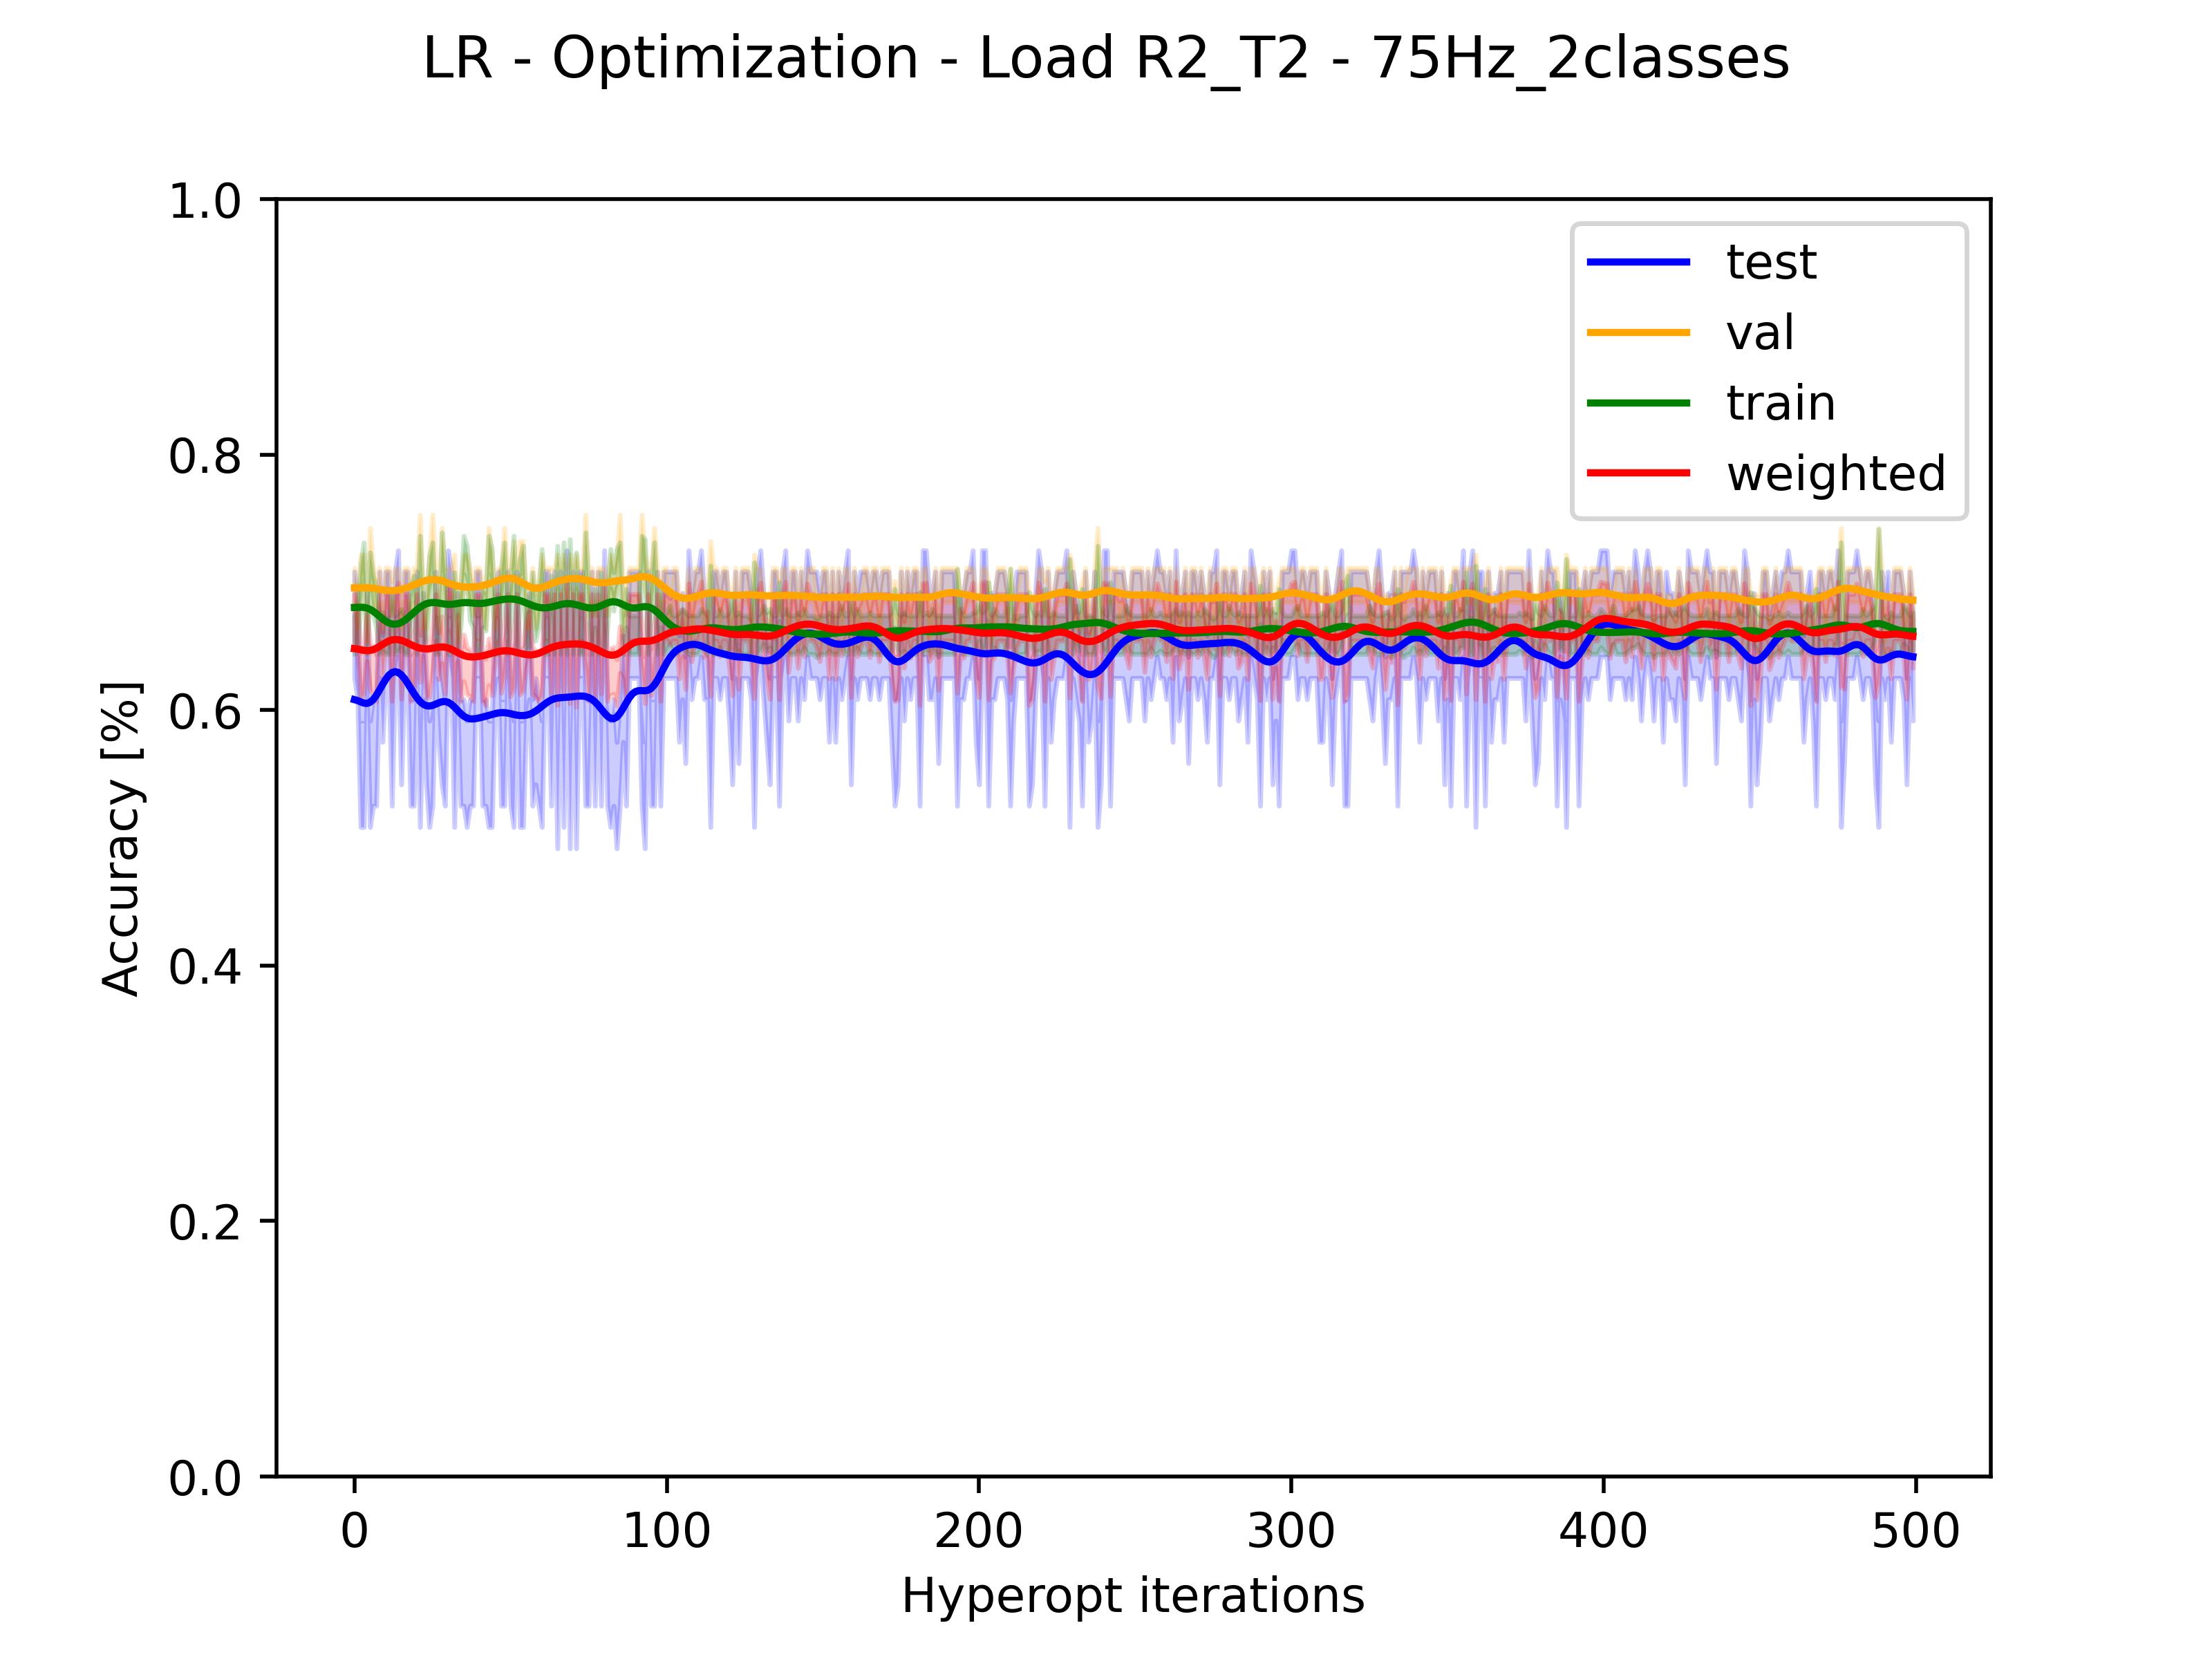 LR - Optimization - Load R2_T2 - 75Hz_2classes
1.0
0.8
0.6
0.4
0.2
0.0
Accuracy [%]
test
val
train
weighted
0 100 200 300 400 500
Hyperopt iterations